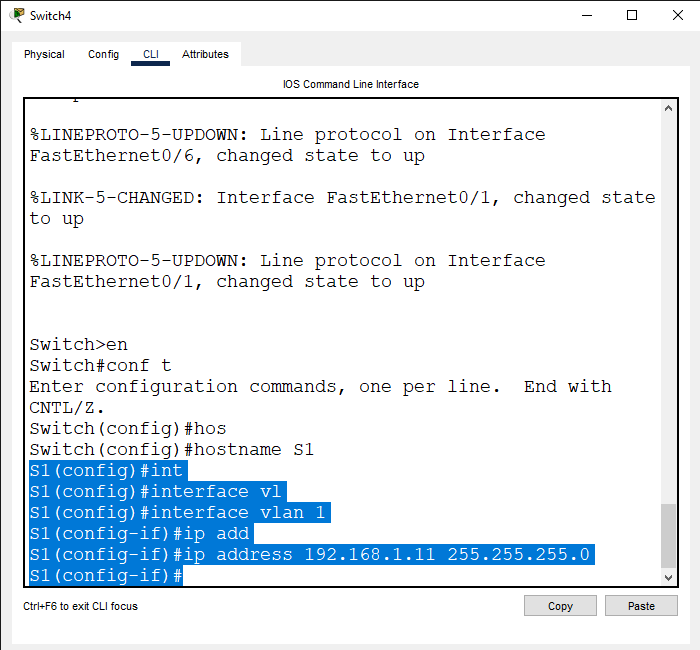 Switch4
Physical Config CLI Attributes
IOS Command Line Interface
%LINEPROTO-5-UPDOWN: Line protocol on Interface
FastEthernet0/6, changed state to up
%LINK-5-CHANGED: Interface FastEthernet0/1, changed state
to up
%LINEPROTO-5-UPDOWN: Line protocol on Interface
FastEthernet0/1, changed state to up
Switch>en
Switch#conf t
Enter configuration commands, one per line.  End with
CNTL/Z.
Switch(config)#hos
Switch(config)#hostname S1
S1(config)#int
S1(config)#interface vl
S1(config)#interface vlan 1
S1(config-if)#ip add
S1(config-if)#ip address 192.168.1.11 255.255.255.0
S1(config-if)#
Ctrl+F6 to exit CLI focus
Copy Paste